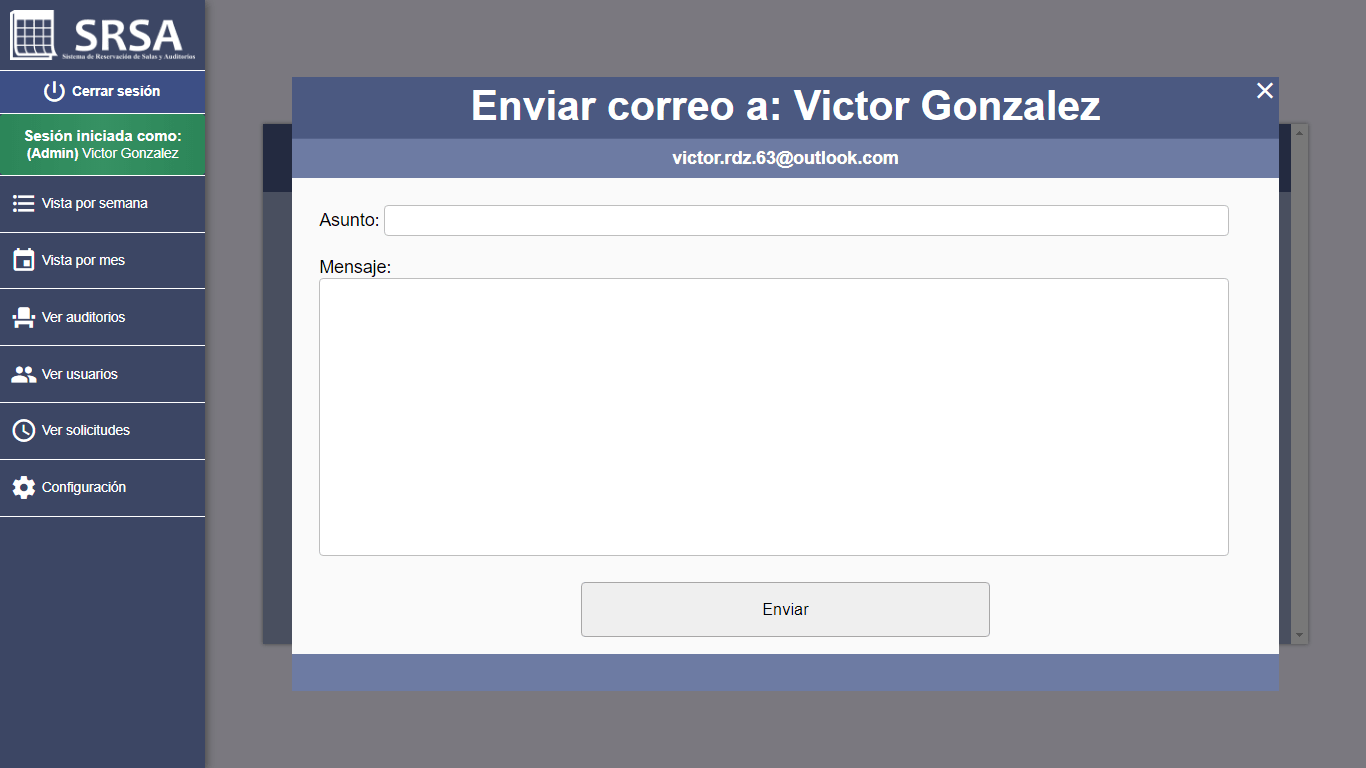 SRSA
Sistema de Reservación de Salas y Auditorios
Cerrar sesión
Sesión iniciada como:
(Admin) Victor Gonzalez
Vista por semana
Vista por mes
Ver auditorios
Ver usuarios
Ver solicitudes
Configuración
Enviar correo a: Victor Gonzalez
victor.rdz.63@outlook.com
Asunto:
Mensaje:
Enviar